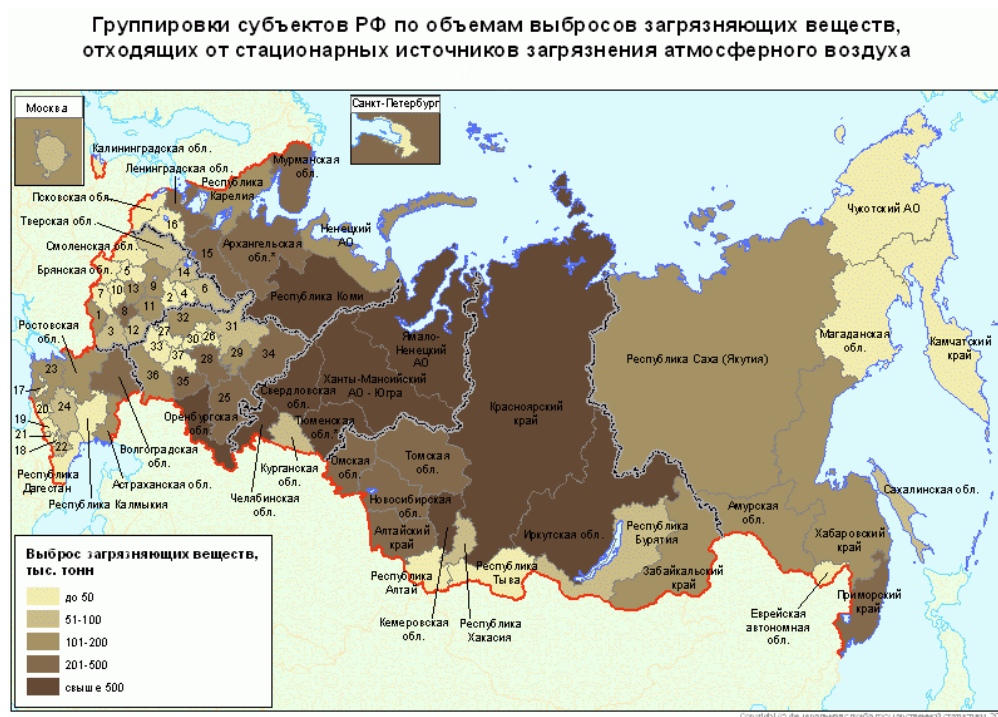 Группировки субъектов РФ по объемам выбросов загрязняющих веществ,
отходящих от стационарных источников загрязнения атмосферного воздуха
Москва
Санкт-Петербург
Калининградская обл.
Ленинградская обл.
Мурманская
обл.
Республика
Карелия
Псковская обл.
Тверская обл.
16
Ненецкий
АО
Чукотский АО
Смоленская обл.
15
Архангельская
обл.*
Брянская обл.
5
14
7
10
13
9
2
4
6
Республика Коми
1
8
11
3
12
32
31
Ростовская
обл.
27
30
26
33
37
28
29
34
Ямало-
Ненецкий
АО
Республика Саха (Якутия)
Магаданская
обл.
Камчатский
край
23
36
35
25
Свердловская
обл.
Ханты-Мансийский
АО - Югра
17
20
24
Красноярский
край
19
21
18
22
Оренбургская
обл.
Тюменская
обл.*
Волгоградская
обл.
Курганская
обл.
Омская
обл.
Томская
обл.
Республика
Дагестан
Астраханская обл.
Республика Калмыкия
Челябинская
обл.
Новосибирская
обл.
Сахалинская обл.
Амурская
обл.
Алтайский
край
Иркутская обл.
Республика
Бурятия
Хабаровский
край
Республика
Алтай
Республика
Тыва
Забайкальский
край
Приморский
край
Кемеровская
обл.
Республика
Хакасия
Еврейская
автономная
обл.
Выброс загрязняющих веществ,
тыс. тонн
до 50
51-100
101-200
201-500
свыше 500